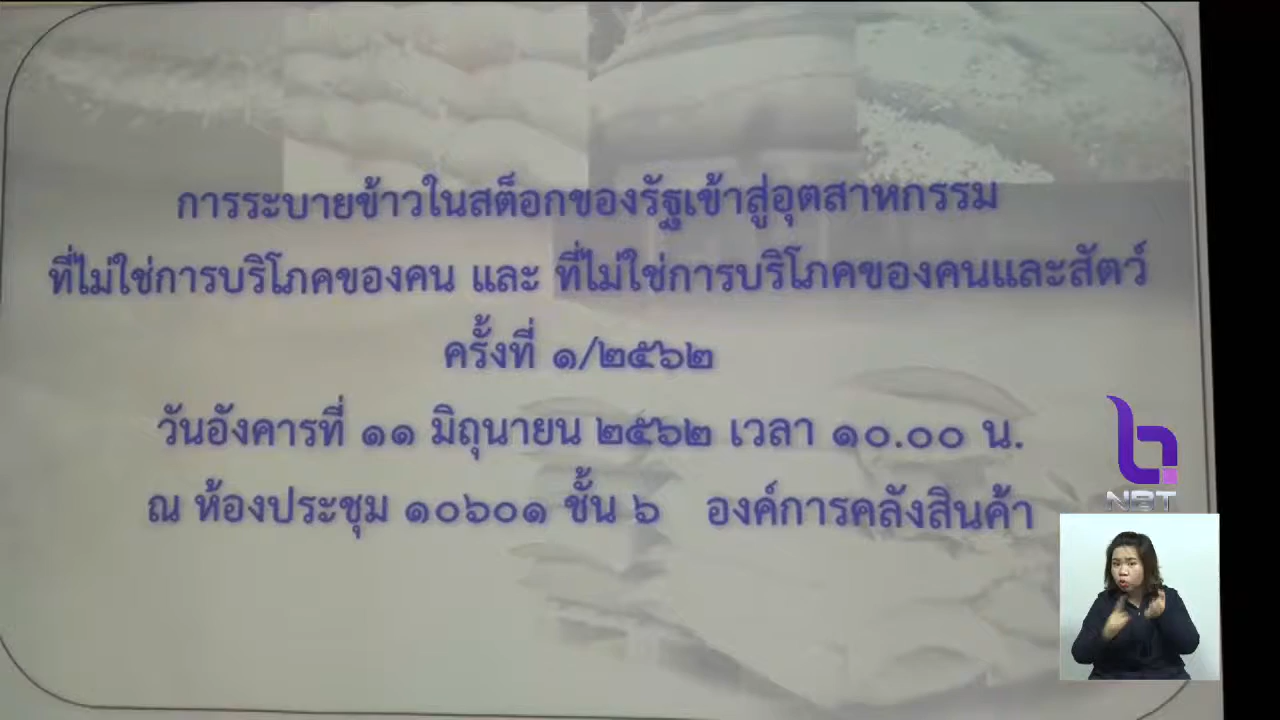 การระบายข้าวในสต็อกของรัฐเข้าสู่อุตสาหกรรม
ที่ไม่ใช่การบริโภคของคน และ ที่ไม่ใช่การบริโภคของคนและสัตว์
ครั้งที่ ๑/๒๕๖๒
วันอังคารที่ ๑๑ มิถุนายน ๒๕๖๒ เวลา ๑๐.๐๐ น.
ณ ห้องประชุม ๑๐๖๐๑ ชั้น ๖ องค์การคลังสินค้า
NBT